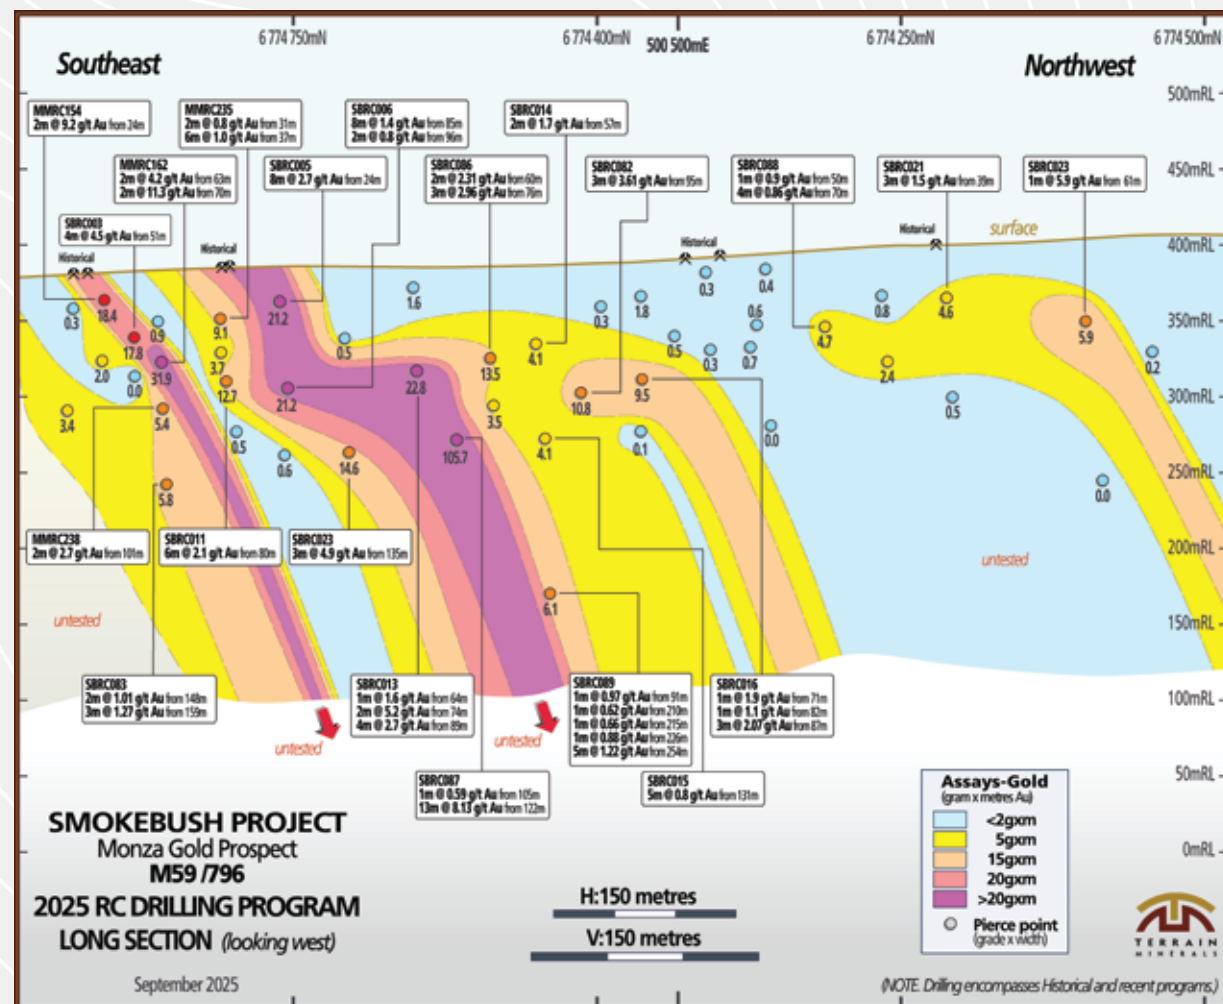 6 774 750mN
6 774 400mN
500 500mE
6 774 250mN
6 774 500mN
Southeast
Northwest
500mRL
450mRL
400mRL
350mRL
300mRL
250mRL
200mRL
150mRL
100mRL
50mRL
0mRL
MMRC154
2m @ 9.2 g/t Au from 24m
MMRC235
2m @ 0.8 g/t Au from 31m
6m @ 1.0 g/t Au from 37m
SBRC006
8m @ 1.4 g/t Au from 85m
2m @ 0.8 g/t Au from 96m
SBRC014
2m @ 1.7 g/t Au from 57m
MMRC162
2m @ 4.2 g/t Au from 63m
2m @ 11.3 g/t Au from 70m
SBRC005
8m @ 2.7 g/t Au from 24m
SBRC086
2m @ 2.31 g/t Au from 60m
3m @ 2.96 g/t Au from 76m
SBRC082
3m @ 3.61 g/t Au from 95m
SBRC088
1m @ 0.9 g/t Au from 50m
4m @ 0.86 g/t Au from 70m
SBRC021
3m @ 1.5 g/t Au from 39m
SBRC023
1m @ 5.9 g/t Au from 61m
SBRC003
4m @ 4.5 g/t Au from 51m
Historical
Historical
Historical
Historical
surface
0.3
18.4
17.8
0.9
31.9
2.0
0.0
3.4
5.4
5.8
9.1
3.7
12.7
0.5
0.6
21.2
21.2
0.5
14.6
1.6
22.8
105.7
13.5
3.5
4.1
4.1
6.1
10.8
0.3
1.8
9.5
0.1
0.5
0.3
0.3
0.4
0.6
0.7
0.0
4.7
0.8
2.4
4.6
0.5
5.9
0.0
0.2
MMRC238
2m @ 2.7 g/t Au from 101m
SBRC011
6m @ 2.1 g/t Au from 80m
SBRC023
3m @ 4.9 g/t Au from 135m
untested
untested
untested
untested
SBRC083
2m @ 1.01 g/t Au from 148m
3m @ 1.27 g/t Au from 159m
SBRC013
1m @ 1.6 g/t Au from 64m
2m @ 5.2 g/t Au from 74m
4m @ 2.7 g/t Au from 89m
SBRC089
1m @ 0.97 g/t Au from 91m
1m @ 0.62 g/t Au from 210m
1m @ 0.66 g/t Au from 215m
1m @ 0.88 g/t Au from 226m
5m @ 1.22 g/t Au from 254m
SBRC016
1m @ 1.9 g/t Au from 71m
1m @ 1.1 g/t Au from 82m
3m @ 2.07 g/t Au from 87m
SBRC087
1m @ 0.59 g/t Au from 105m
13m @ 8.13 g/t Au from 122m
SBRC015
5m @ 0.8 g/t Au from 131m
SMOKEBUSH PROJECT
Monza Gold Prospect
M59 /796
2025 RC DRILLING PROGRAM
LONG SECTION (looking west)
September 2025
H:150 metres
V:150 metres
Assays-Gold
(gram x metres Au)
<2gxm
5gxm
15gxm
20gxm
>20gxm
Pierce point
(grade x width)
TERRAIN
MINERALS
(NOTE. Drilling encompasses Historical and recent programs.)